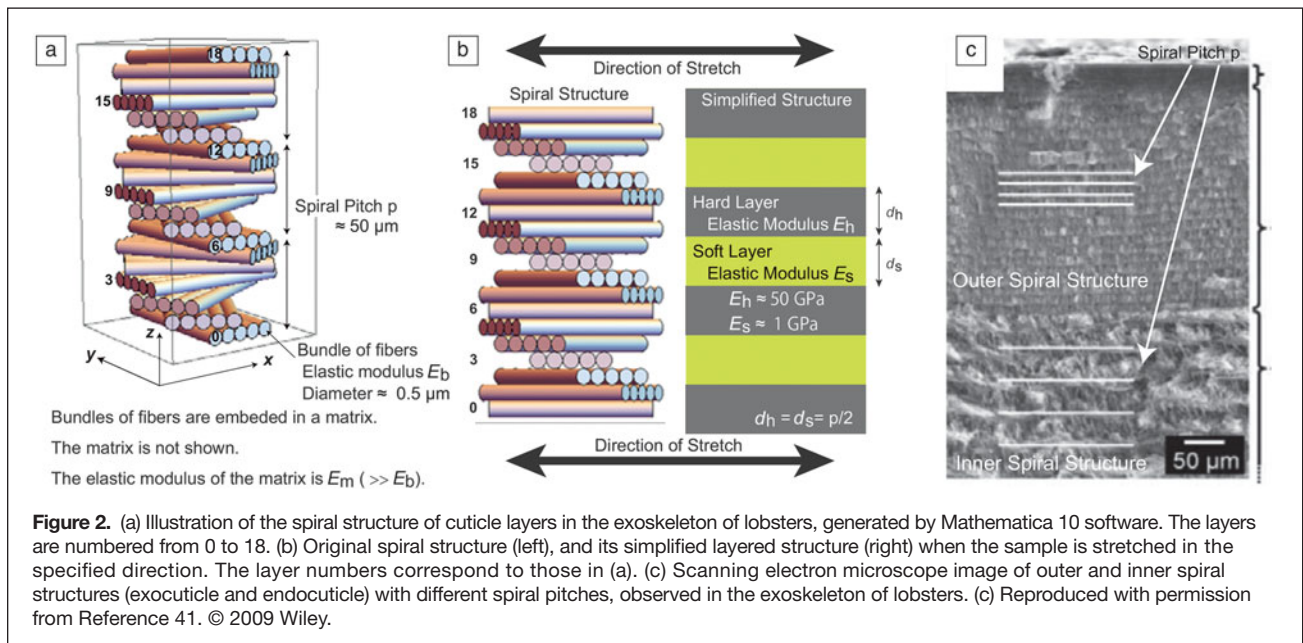 a
18
15
12
9
6
3
0
z
y
x
Spiral Pitch p
≈ 50 μm
Bundle of fibers
Elastic modulus Eb
Diameter ≈ 0.5 μm
Bundles of fibers are embeded in a matrix.
The matrix is not shown.
The elastic modulus of the matrix is Em ( >> Eb).
b
Direction of Stretch
Spiral Structure
18
15
12
9
6
3
0
Simplified Structure
Hard Layer
Elastic Modulus Eh
dh
Soft Layer
Elastic Modulus Es
ds
Eh ≈ 50 GPa
Es ≈ 1 GPa
dh = ds= p/2
Direction of Stretch
c
Spiral Pitch p
Outer Spiral Structure
Inner Spiral Structure
50 μm
Figure 2. (a) Illustration of the spiral structure of cuticle layers in the exoskeleton of lobsters, generated by Mathematica 10 software. The layers
are numbered from 0 to 18. (b) Original spiral structure (left), and its simplified layered structure (right) when the sample is stretched in the
specified direction. The layer numbers correspond to those in (a). (c) Scanning electron microscope image of outer and inner spiral
structures (exocuticle and endocuticle) with different spiral pitches, observed in the exoskeleton of lobsters. (c) Reproduced with permission
from Reference 41. © 2009 Wiley.